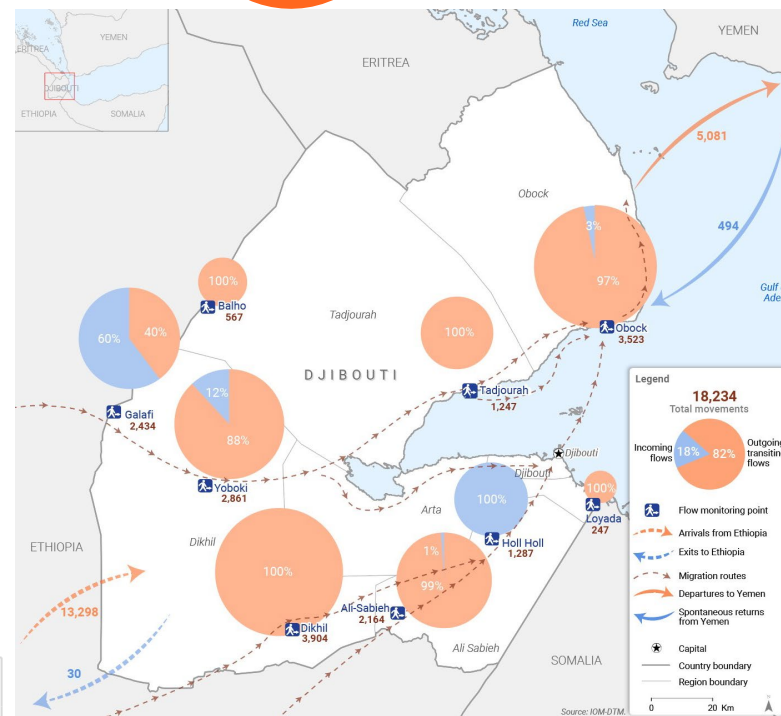 Red Sea
YEMEN
ERITREA
YEMEN
ERITREA
DJIBOUTI
ETHIOPIA
SOMALIA
5,081
494
Obock
3%
97%
100%
Balho
567
60%
40%
Tadjourah
100%
Obock
3,523
Gulf
Ade
DJIBOUTI
12%
88%
Galafi
2,434
Tadjourah
1,247
Yoboki
2,861
Djibouti
Djibouti
Arta
100%
100%
Loyada
247
Holl Holl
1,287
ETHIOPIA
Dikhil
100%
1%
99%
13,298
Ali-Sabieh
2,164
Dikhil
3,904
Ali Sabieh
30
SOMALIA
Source: IOM-DTM.
Legend
18,234
Total movements
Incoming
flows
18%
82%
Outgoing
transiting
flows
Flow monitoring point
Arrivals from Ethiopia
Exits to Ethiopia
Migration routes
Departures to Yemen
Spontaneous returns
from Yemen
Capital
Country boundary
Region boundary
0
20 Km